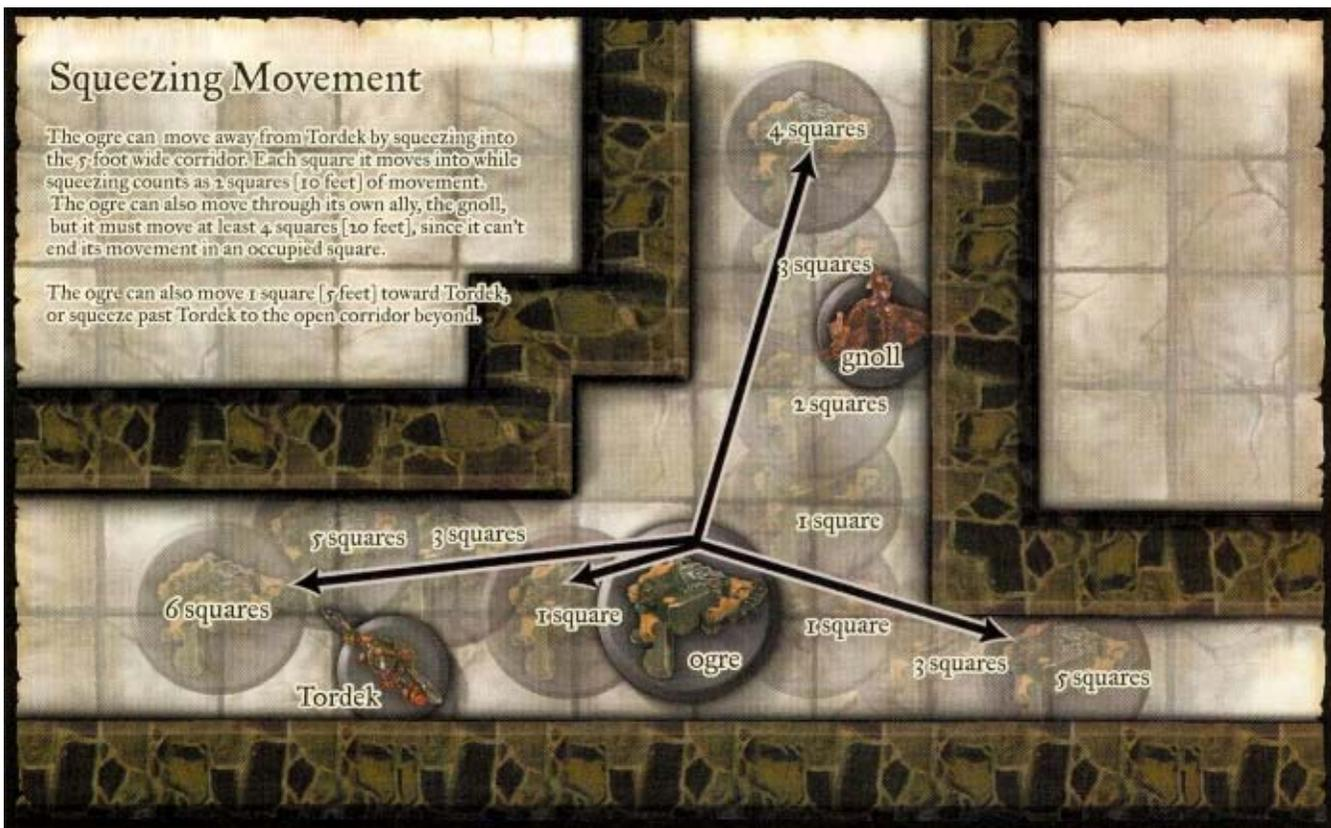 Squeezing Movement
The ogre can move away from Tordek by squeezing into
the 5-foot wide corridor. Each square it moves into while
squeezing counts as 2 squares [10 feet] of movement.
The ogre can also move through its own ally, the gnoll,
but it must move at least 4 squares [20 feet], since it can't
end its movement in an occupied square.
The ogre can also move 1 square [5 feet] toward Tordek,
or squeeze past Tordek to the open corridor beyond.
4 squares
3 squares
gnoll
2 squares
1 square
5 squares
3 squares
6 squares
1 square
ogre
1 square
3 squares
5 squares
Tordek